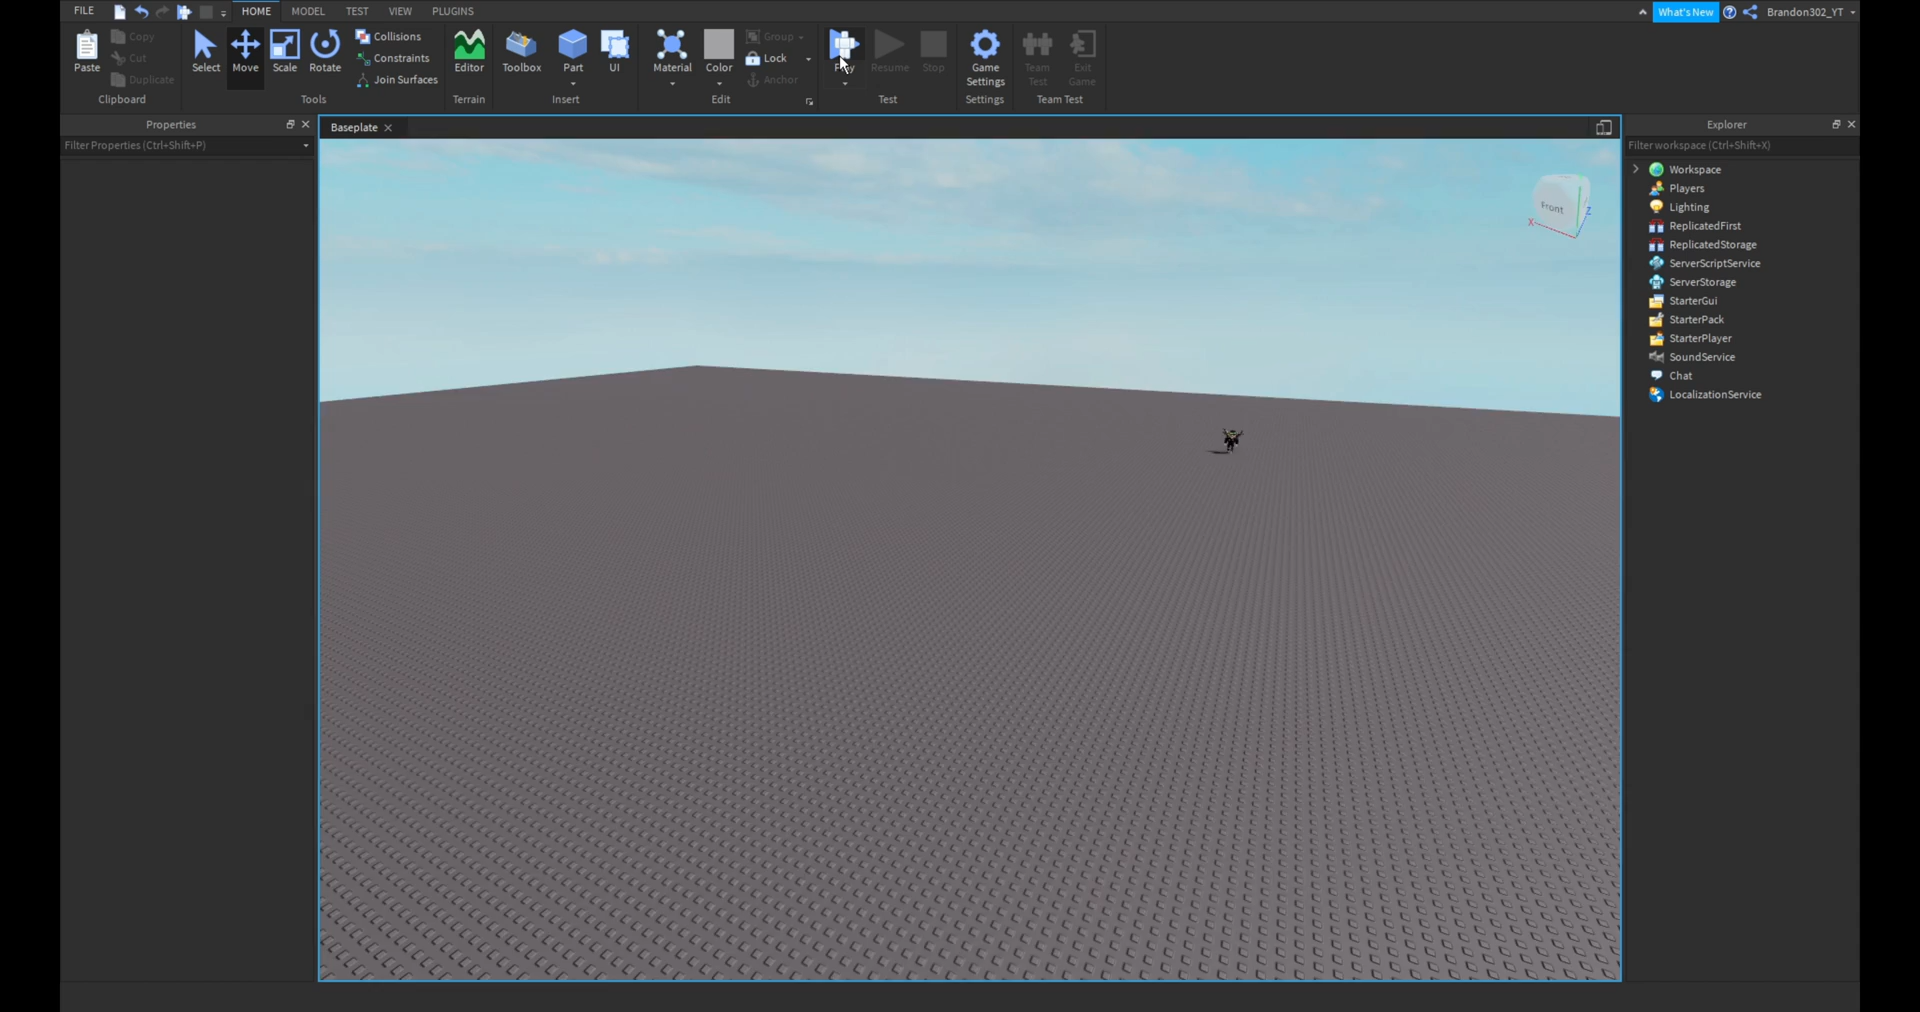 FILE HOME MODEL TEST VIEW PLUGINS What's New Brandon302_YT
Paste Copy Cut Duplicate
Select Move Scale Rotate Collisions Constraints Join Surfaces
Editor Toolbox Part UI Material Color Group Lock Anchor
Play Resume Stop Game Settings Team Test Exit Game
Clipboard Tools Terrain Insert Edit Test Settings Team Test
Properties
Filter Properties (Ctrl+Shift+P)
Baseplate
Front
X
Z
Explorer
Filter workspace (Ctrl+Shift+X)
Workspace
Players
Lighting
ReplicatedFirst
ReplicatedStorage
ServerScriptService
ServerStorage
StarterGui
StarterPack
StarterPlayer
SoundService
Chat
LocalizationService